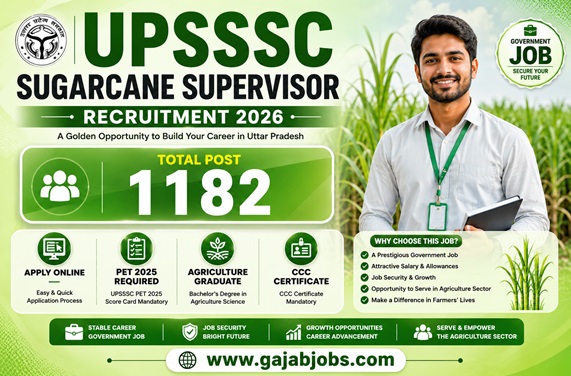 UPSSSC
SUGARCANE SUPERVISOR
RECRUITMENT 2026
A Golden Opportunity to Build Your Career in Uttar Pradesh
GOVERNMENT
JOB
SECURE YOUR
FUTURE
TOTAL POST
1182
APPLY ONLINE
Easy & Quick
Application Process
PET 2025
REQUIRED
UPSSSC PET 2025
Score Card Mandatory
AGRICULTURE
GRADUATE
Bachelor's Degree in
Agriculture Science
CCC
CERTIFICATE
CCC Certificate
Mandatory
WHY CHOOSE THIS JOB?
A Prestigious Government Job
Attractive Salary & Allowances
Job Security & Growth
Opportunity to Serve in Agriculture Sector
Make a Difference in Farmers' Lives
STABLE CAREER
GOVERNMENT JOB
JOB SECURITY
BRIGHT FUTURE
GROWTH OPPORTUNITIES
CAREER ADVANCEMENT
SERVE & EMPOWER
THE AGRICULTURE SECTOR
www.gajabjobs.com